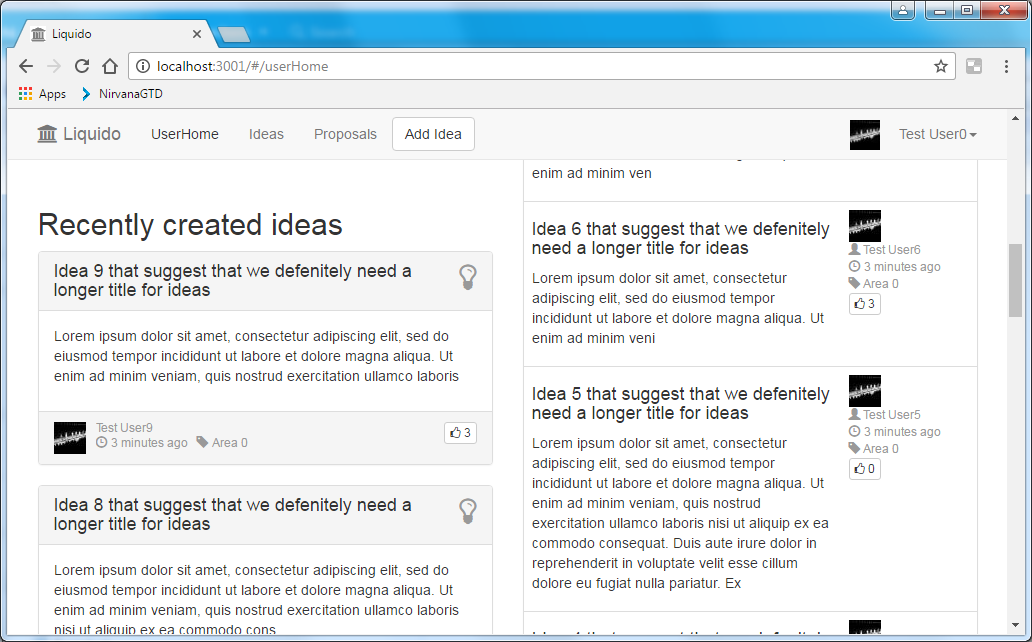 Liquido
localhost:3001/#/userHome
Apps NirvanaGTD
Liquido UserHome Ideas Proposals Add Idea Test User0
Recently created ideas
Idea 9 that suggest that we defenitely need a
longer title for ideas
Lorem ipsum dolor sit amet, consectetur adipiscing elit, sed do
eiusmod tempor incididunt ut labore et dolore magna aliqua. Ut
enim ad minim veniam, quis nostrud exercitation ullamco laboris
Test User9
3 minutes ago Area 0
3
Idea 8 that suggest that we defenitely need a
longer title for ideas
Lorem ipsum dolor sit amet, consectetur adipiscing elit, sed do
eiusmod tempor incididunt ut labore et dolore magna aliqua. Ut
enim ad minim veniam, quis nostrud exercitation ullamco laboris
nisi ut aliquip ex ea commodo cons
enim ad minim ven
Idea 6 that suggest that we defenitely
need a longer title for ideas
Lorem ipsum dolor sit amet, consectetur
adipiscing elit, sed do eiusmod tempor
incididunt ut labore et dolore magna aliqua. Ut
enim ad minim veni
Test User6
3 minutes ago
Area 0
3
Idea 5 that suggest that we defenitely
need a longer title for ideas
Lorem ipsum dolor sit amet, consectetur
adipiscing elit, sed do eiusmod tempor
incididunt ut labore et dolore magna aliqua. Ut
enim ad minim veniam, quis nostrud
exercitation ullamco laboris nisi ut aliquip ex ea
commodo consequat. Duis aute irure dolor in
reprehenderit in voluptate velit esse cillum
dolore eu fugiat nulla pariatur. Ex
Test User5
3 minutes ago
Area 0
0